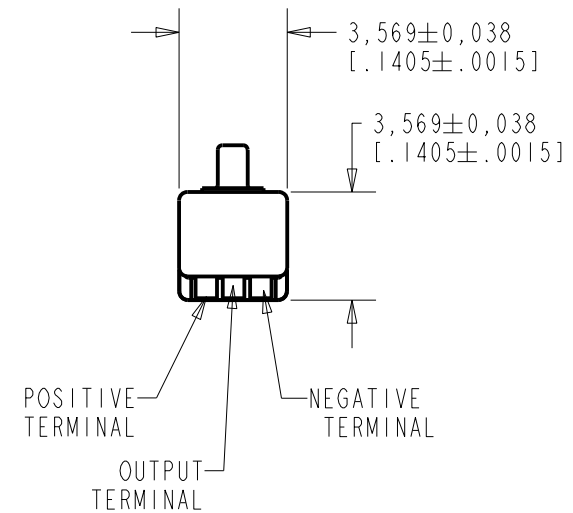 3,569±0,038
[.1405±.0015]
3,569±0,038
[.1405±.0015]
POSITIVE
TERMINAL
NEGATIVE
TERMINAL
OUTPUT
TERMINAL